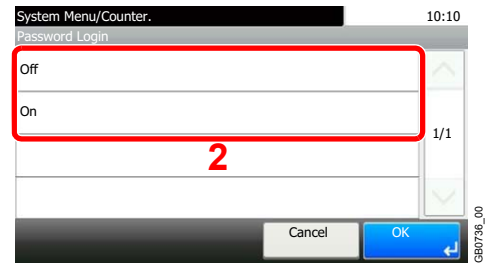 System Menu/Counter. 10:10
Password Login
Off
On
1/1
2
Cancel OK
GB0736_00